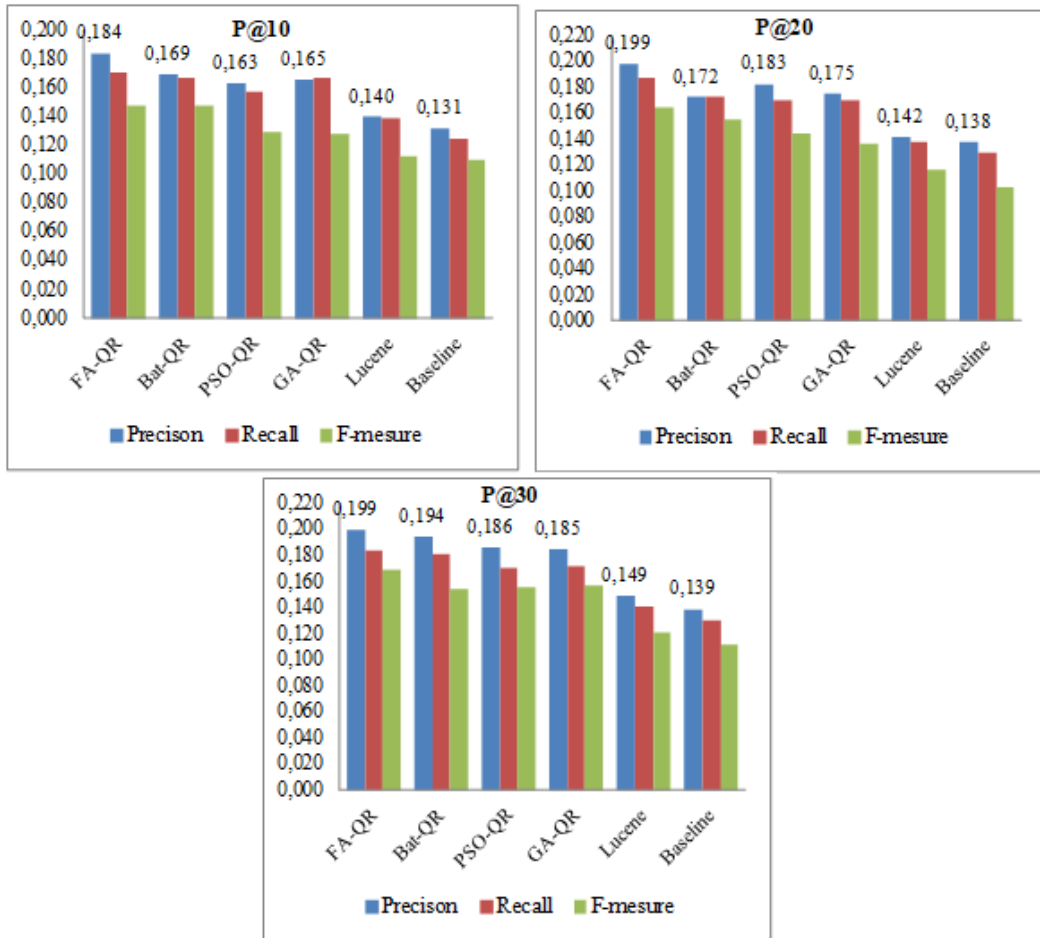 P@10
0,200
0,180
0,160
0,140
0,120
0,100
0,080
0,060
0,040
0,020
0,000
0,184
0,169
0,163
0,165
0,140
0,131
FA-QR
Bat-QR
PSO-QR
GA-QR
Lucene
Baseline
Precison Recall F-mesure
P@20
0,220
0,200
0,180
0,160
0,140
0,120
0,100
0,080
0,060
0,040
0,020
0,000
0,199
0,172
0,183
0,175
0,142
0,138
FA-QR
Bat-QR
PSO-QR
GA-QR
Lucene
Baseline
Precison Recall F-mesure
P@30
0,220
0,200
0,180
0,160
0,140
0,120
0,100
0,080
0,060
0,040
0,020
0,000
0,199
0,194
0,186
0,185
0,149
0,139
FA-QR
Bat-QR
PSO-QR
GA-QR
Lucene
Baseline
Precison Recall F-mesure